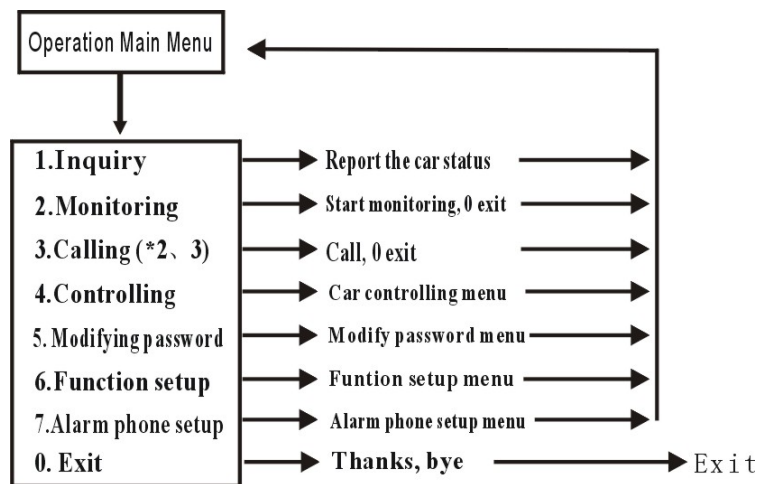 Operation Main Menu
1.Inquiry Report the car status
2.Monitoring Start monitoring, 0 exit
3.Calling (*2、3) Call, 0 exit
4.Controlling Car controlling menu
5. Modifying password Modify password menu
6.Function setup Funtion setup menu
7.Alarm phone setup Alarm phone setup menu
0. Exit Thanks, bye Exit